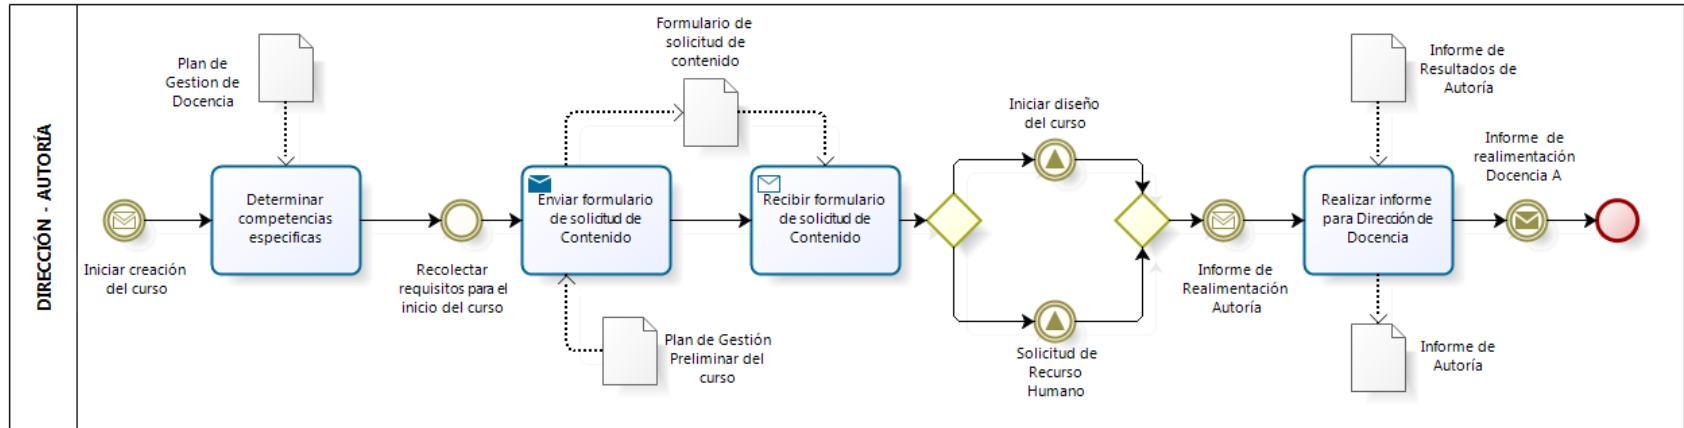 DIRECCIÓN - AUTORÍA
Iniciar creación
del curso
Plan de
Gestion de
Docencia
Determinar
competencias
especificas
Recolectar
requisitos para el
inicio del curso
Formulario de
solicitud de
contenido
Enviar formulario
de solicitud de
Contenido
Plan de Gestión
Preliminar del
curso
Recibir formulario
de solicitud de
Contenido
Iniciar diseño
del curso
Solicitud de
Recurso
Humano
Informe de
Realimentación
Autoría
Informe de
Resultados de
Autoría
Realizar informe
para Dirección de
Docencia
Informe de
Autoría
Informe de
realimentación
Docencia A